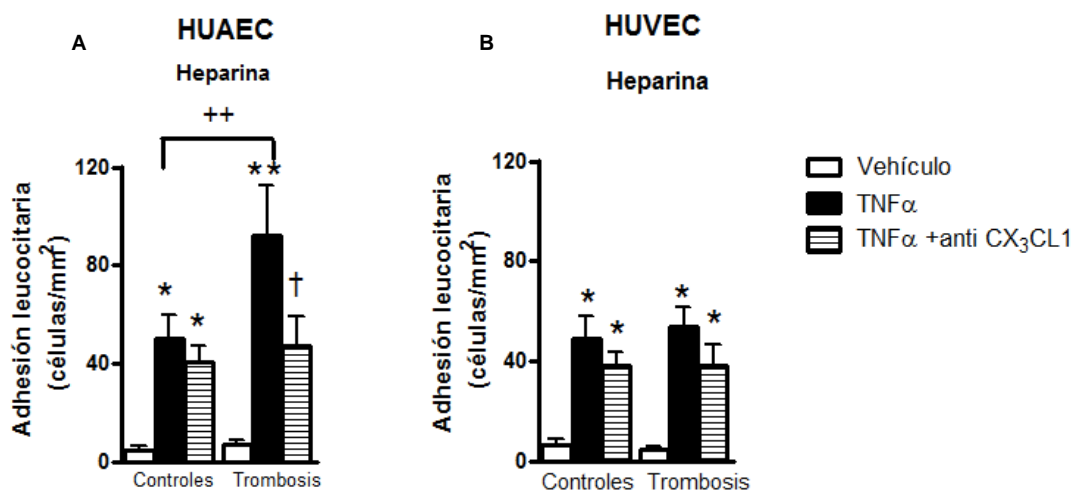 A
HUAEC
Heparina
++
Adhesión leucocitaria
(células/mm2)
120
80
40
0
*
*
**
†
Controles
Trombosis
B
HUVEC
Heparina
Adhesión leucocitaria
(células/mm2)
120
80
40
0
*
*
*
*
Controles
Trombosis
Vehículo
TNFα
TNFα +anti CX3CL1